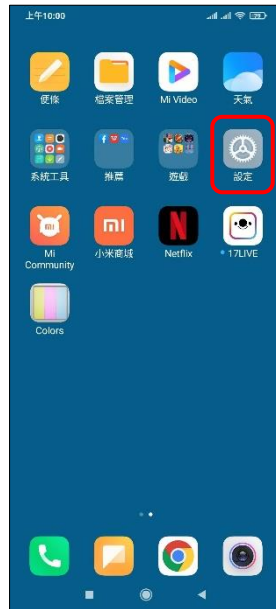 上午10:00
便條
檔案管理
Mi Video
天氣
系統工具
推薦
遊戲
設定
Mi Community
小米商城
Netflix
17LIVE
Colors